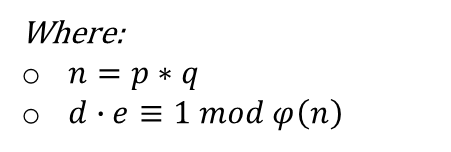 Where:
○ n = p * q
○ d · e ≡ 1 mod φ(n)